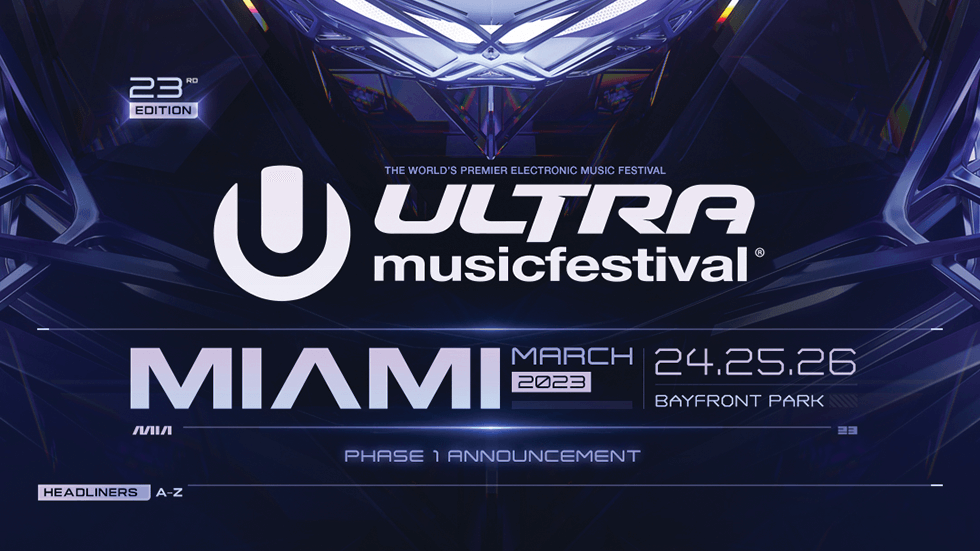 23RD
EDITION
THE WORLD'S PREMIER ELECTRONIC MUSIC FESTIVAL
ULTRA
musicfestival®
MIAMI
MARCH
2023
24.25.26
BAYFRONT PARK
MIA
23
PHASE 1 ANNOUNCEMENT
HEADLINERS A-Z